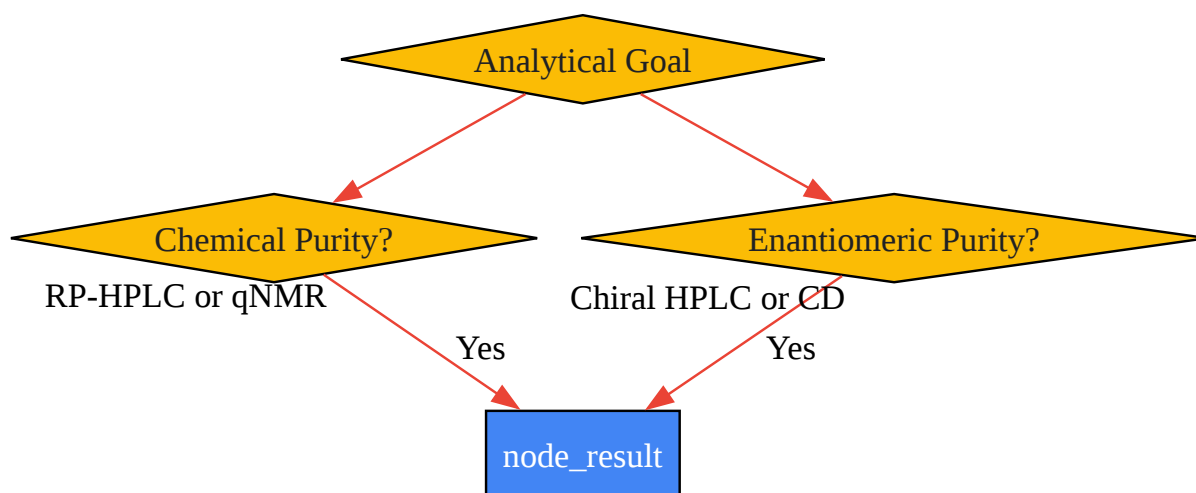 Analytical Goal
Chemical Purity?
Enantiomeric Purity?
RP-HPLC or qNMR
Chiral HPLC or CD
Yes
Yes
node_result